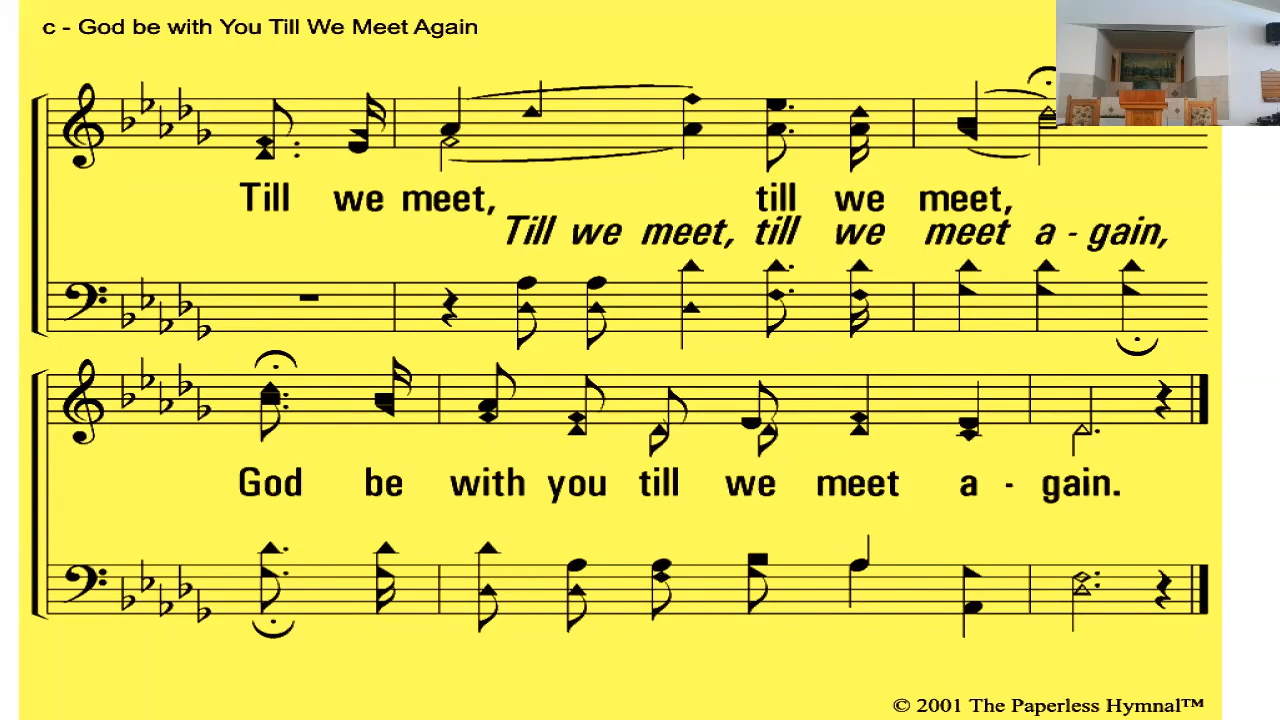 c - God be with You Till We Meet Again
Till we meet, till we meet,
Till we meet, till we meet a - gain,
God be with you till we meet a - gain.
© 2001 The Paperless Hymnal™